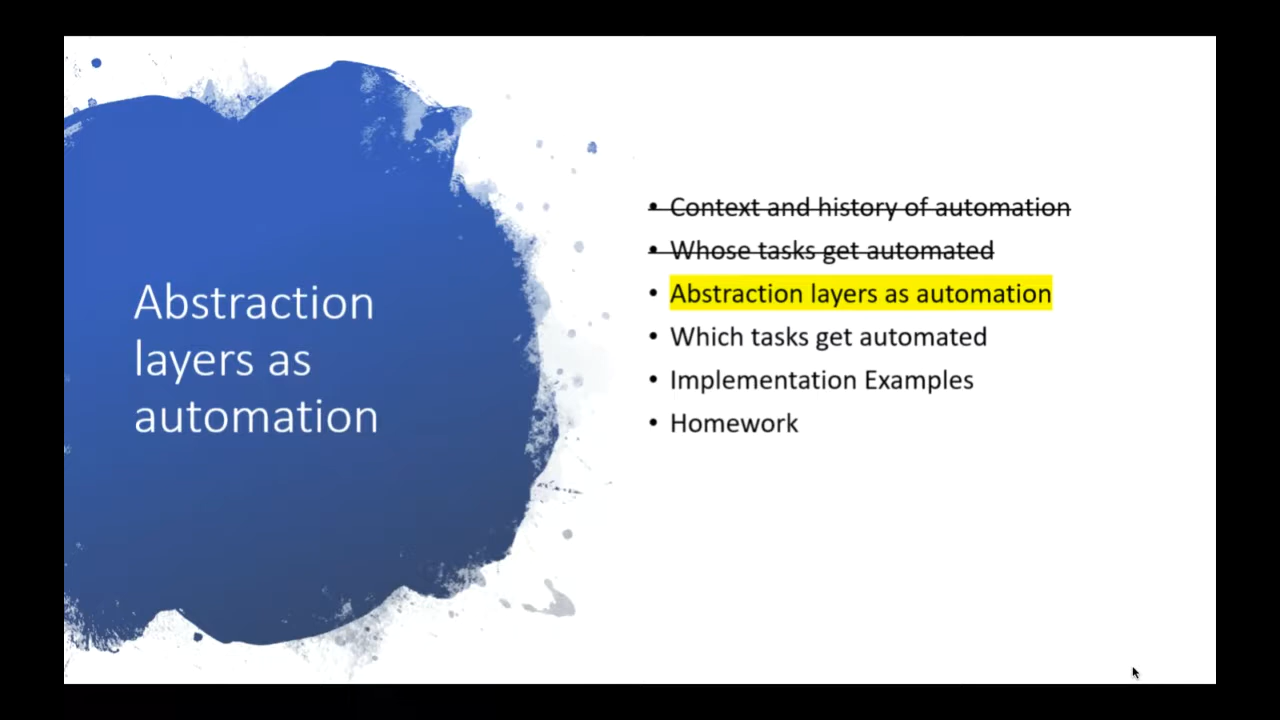 Abstraction
layers as
automation
• Context and history of automation
• Whose tasks get automated
• Abstraction layers as automation
• Which tasks get automated
• Implementation Examples
• Homework